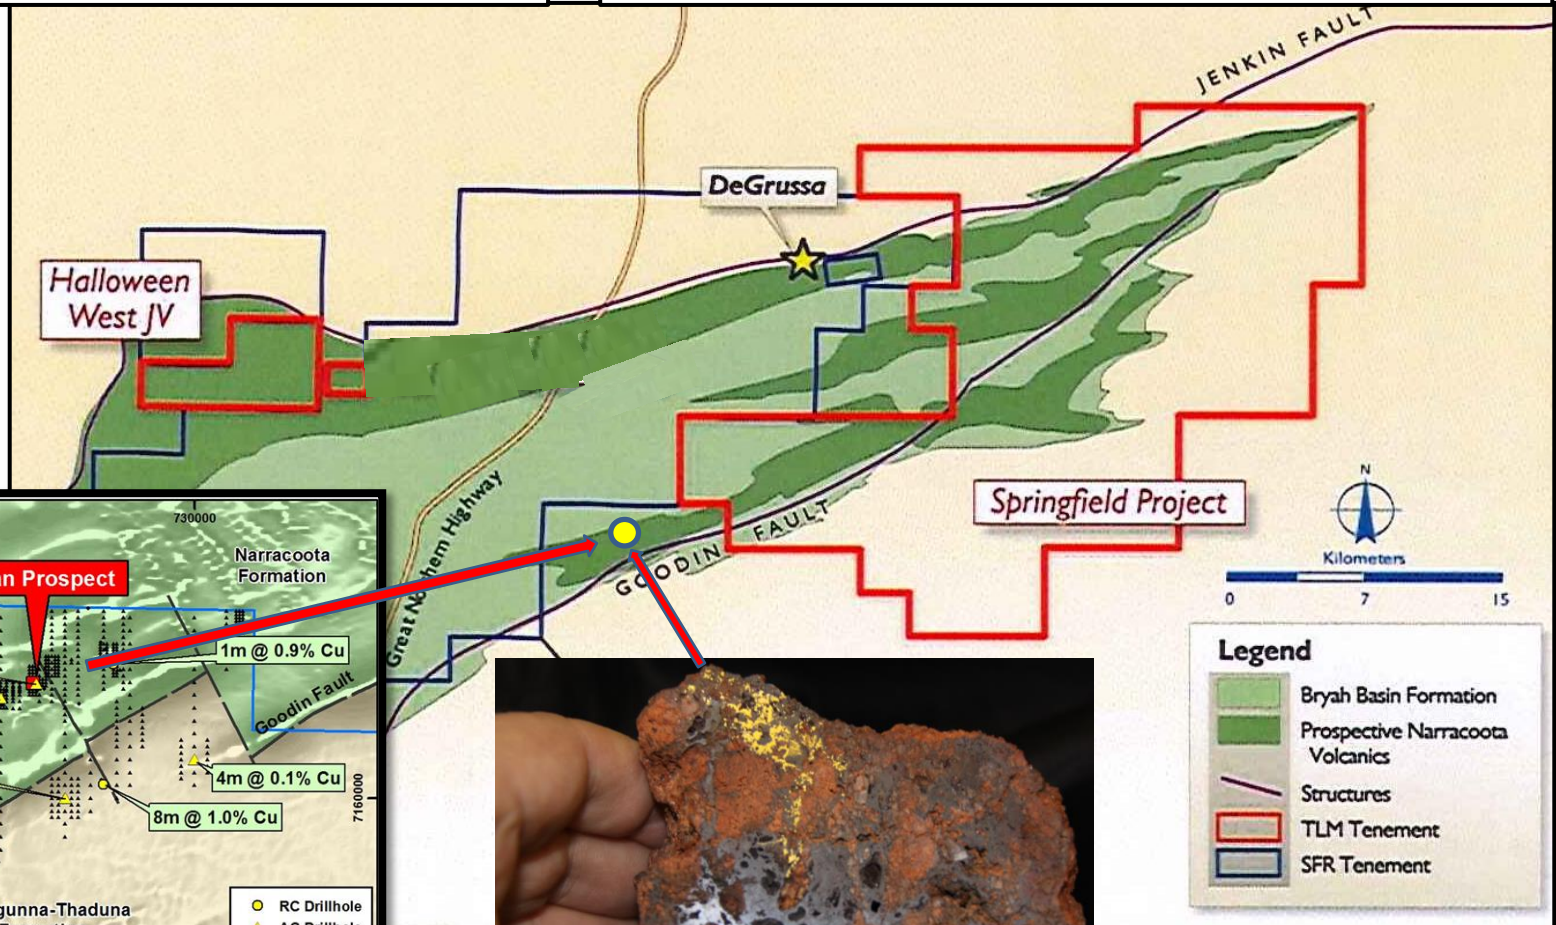 JENKIN FAULT
DeGrussa
Halloween
West JV
Springfield Project
N
Kilometers
0 7 15
Great Northern Highway
GOODIN FAULT
Legend
Bryah Basin Formation
Prospective Narracoota
Volcanics
Structures
TLM Tenement
SFR Tenement
730000
Narracoota
Formation
Prospect
1m @ 0.9% Cu
Goodin Fault
4m @ 0.1% Cu
8m @ 1.0% Cu
7160000
RC Drillhole